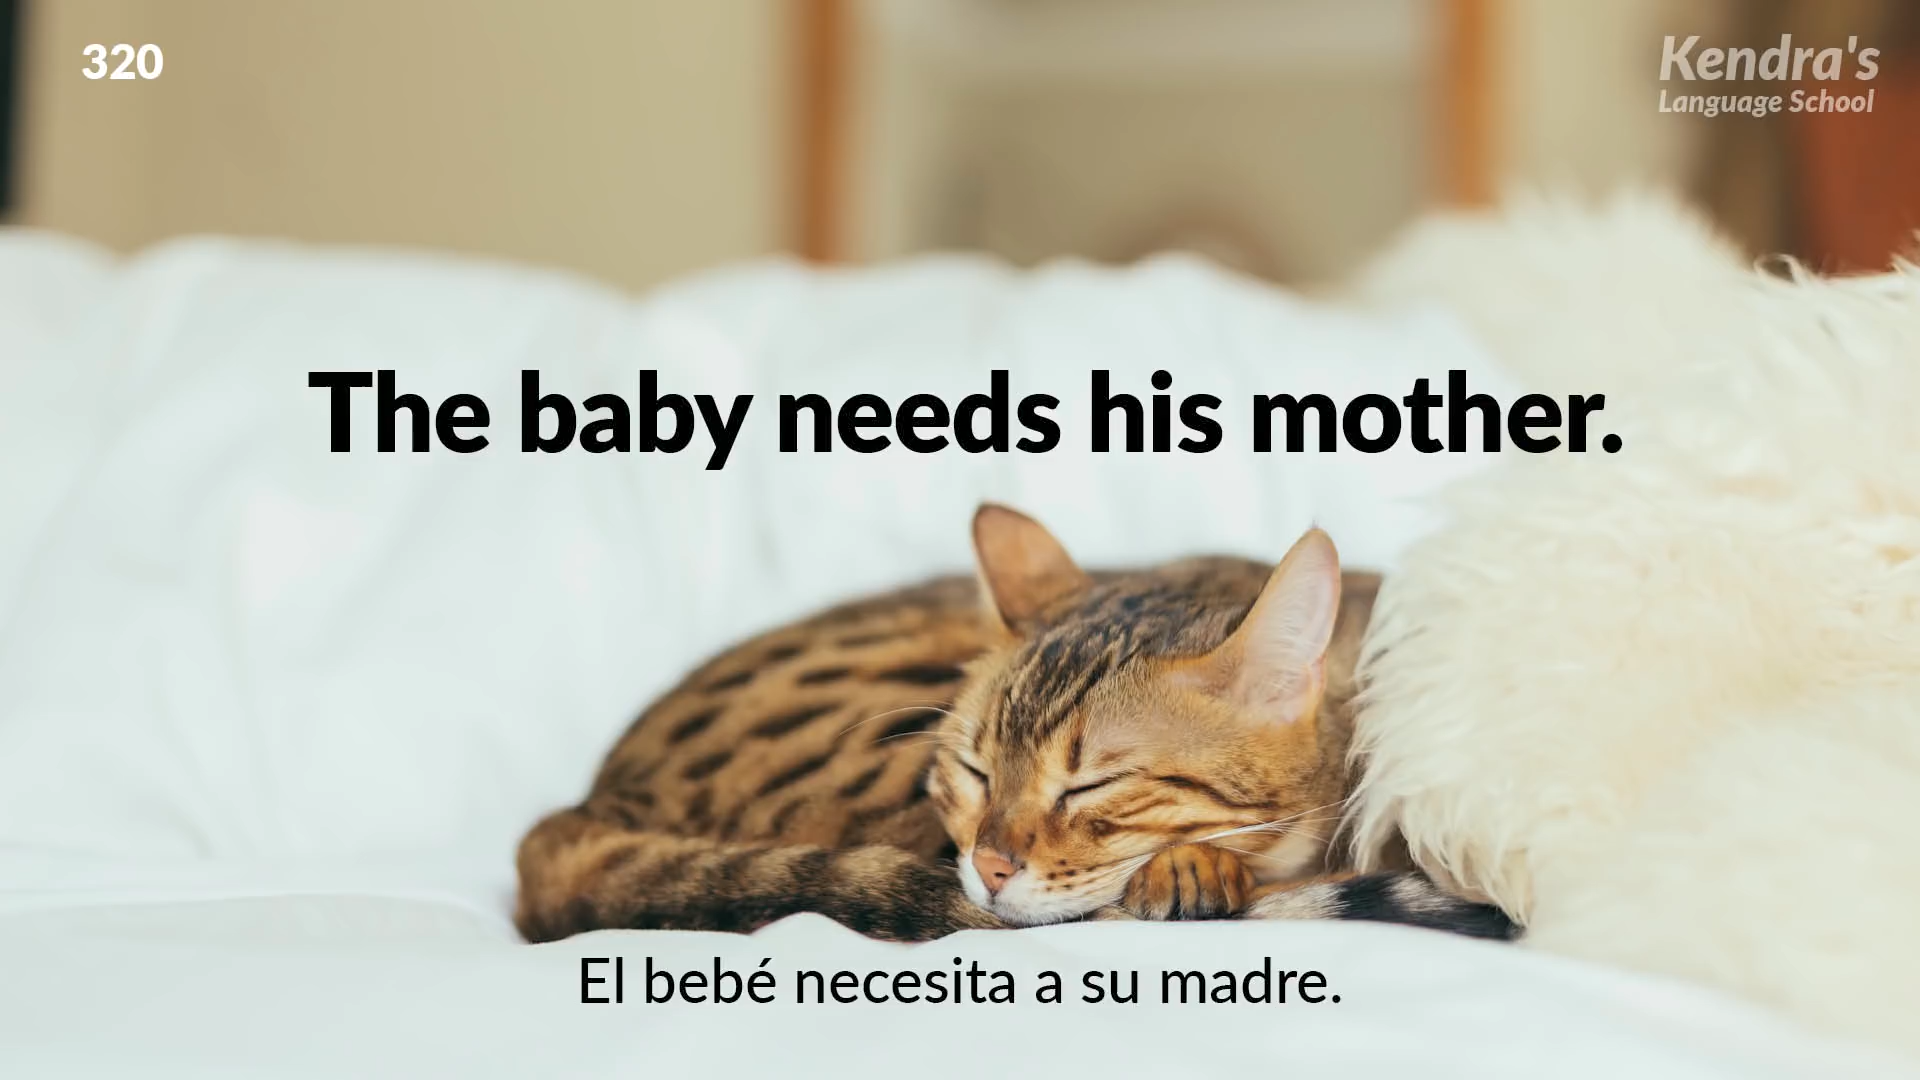 320
Kendra's
Language School
The baby needs his mother.
El bebé necesita a su madre.